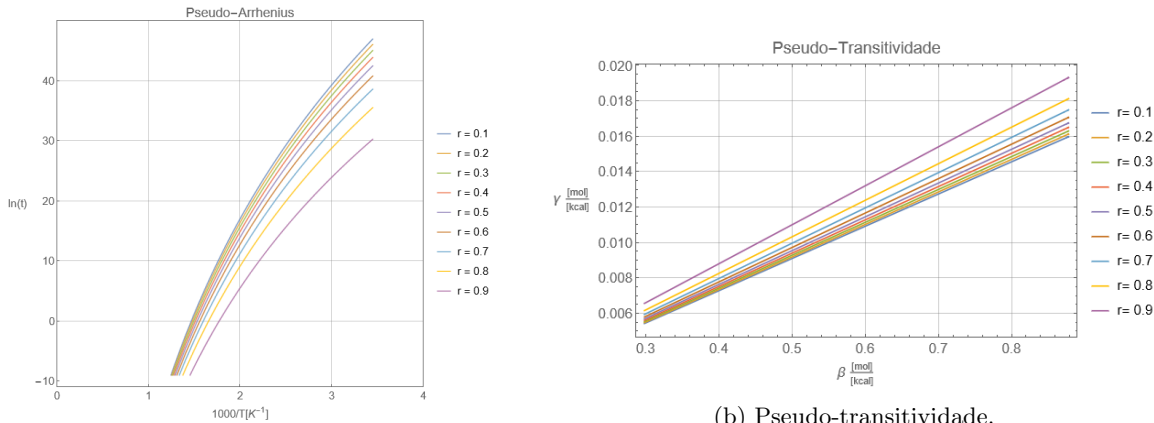 Pseudo−Arrhenius
ln(t)
40
30
20
10
0
−10
0 1 2 3 4
1000/T[K⁻¹]
r = 0.1
r = 0.2
r = 0.3
r = 0.4
r = 0.5
r = 0.6
r = 0.7
r = 0.8
r = 0.9
Pseudo−Transitividade
γ [mol]/[kcal]
0.020
0.018
0.016
0.014
0.012
0.010
0.008
0.006
0.3 0.4 0.5 0.6 0.7 0.8
β [mol]/[kcal]
r= 0.1
r= 0.2
r= 0.3
r= 0.4
r= 0.5
r= 0.6
r= 0.7
r= 0.8
r= 0.9
(b) Pseudo-transitividade.